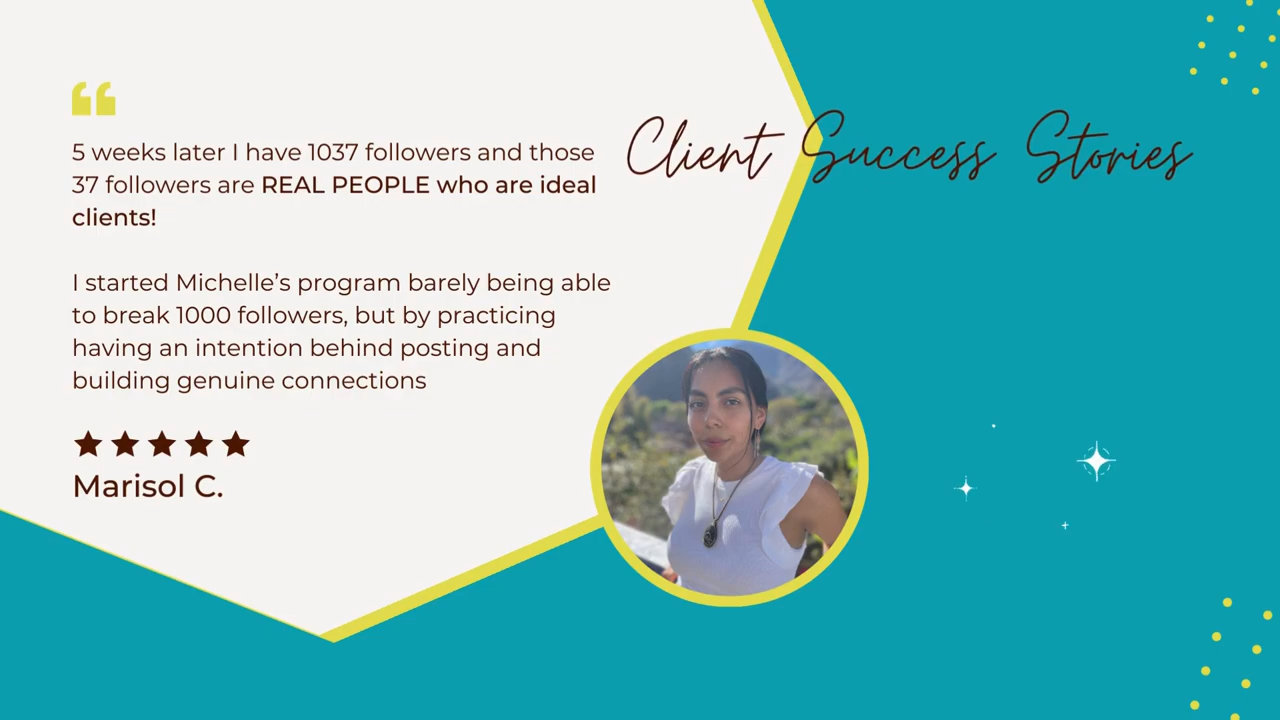 Client Success Stories
“
5 weeks later I have 1037 followers and those
37 followers are REAL PEOPLE who are ideal
clients!
I started Michelle’s program barely being able
to break 1000 followers, but by practicing
having an intention behind posting and
building genuine connections
Marisol C.